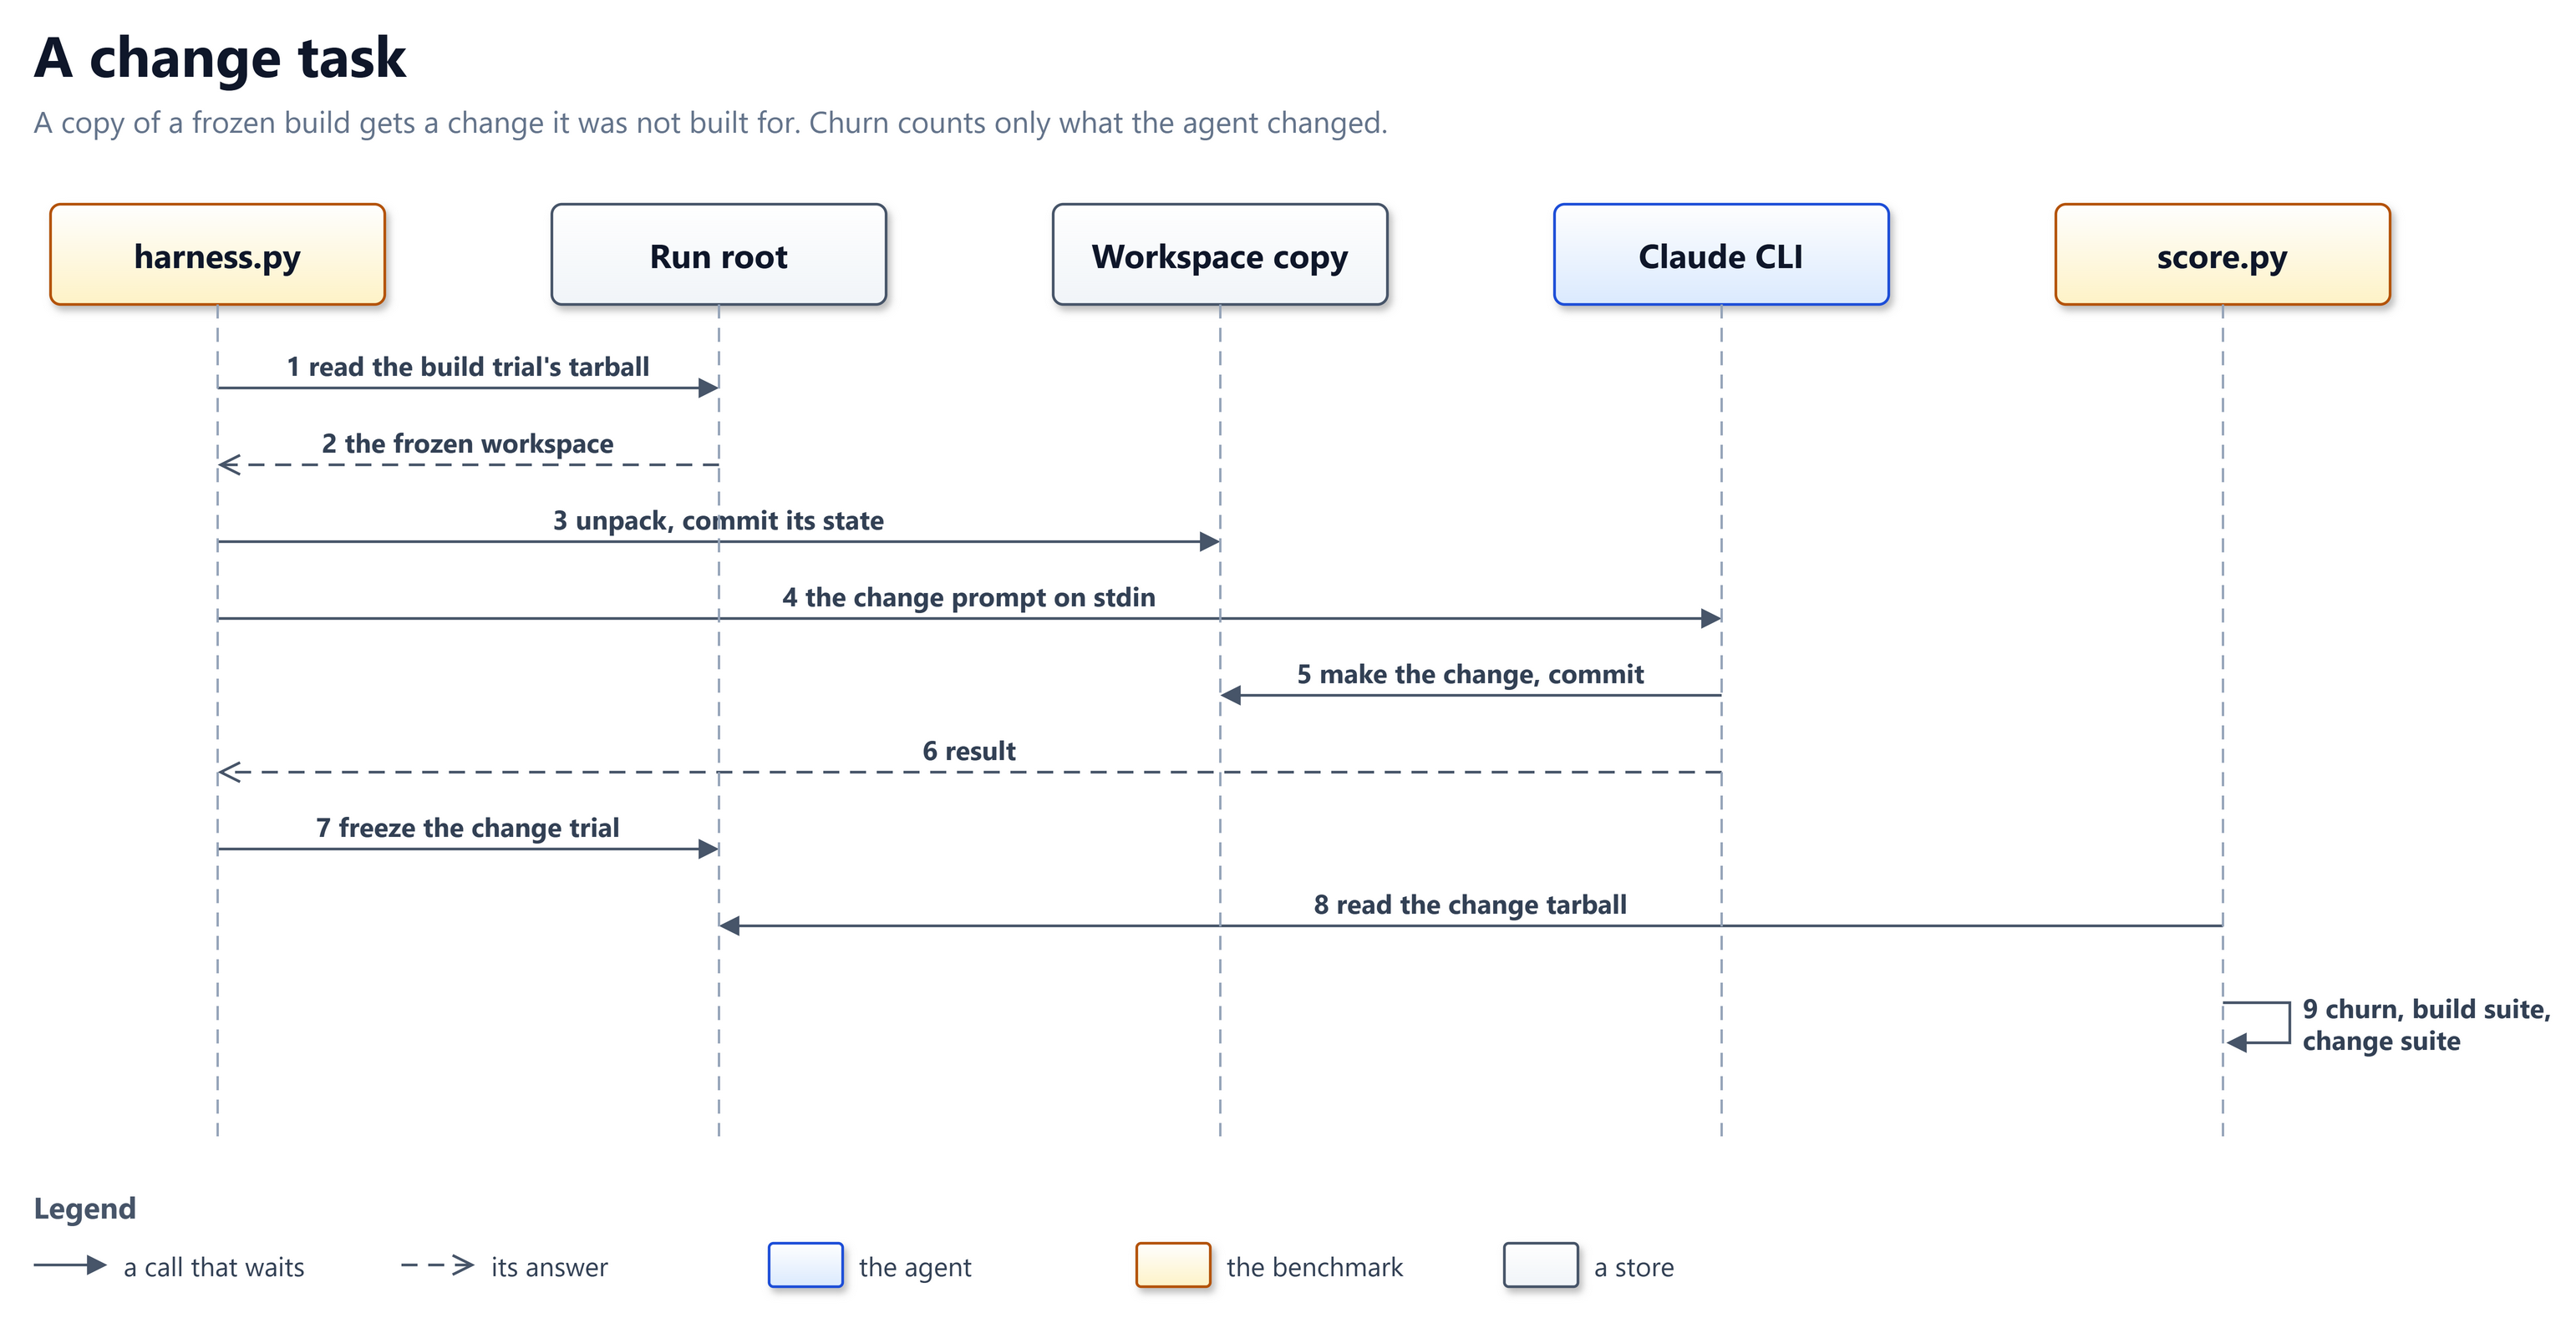 A change task
A copy of a frozen build gets a change it was not built for. Churn counts only what the agent changed.
harness.py
Run root
Workspace copy
Claude CLI
score.py
1 read the build trial's tarball
2 the frozen workspace
3 unpack, commit its state
4 the change prompt on stdin
5 make the change, commit
6 result
7 freeze the change trial
8 read the change tarball
9 churn, build suite,
change suite
Legend
a call that waits
its answer
the agent
the benchmark
a store